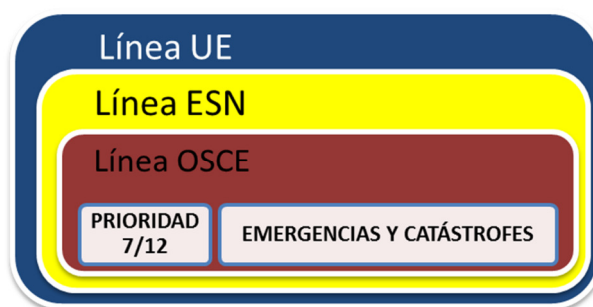 Línea UE
Línea ESN
Línea OSCE
PRIORIDAD
7/12
EMERGENCIAS Y CATÁSTROFES